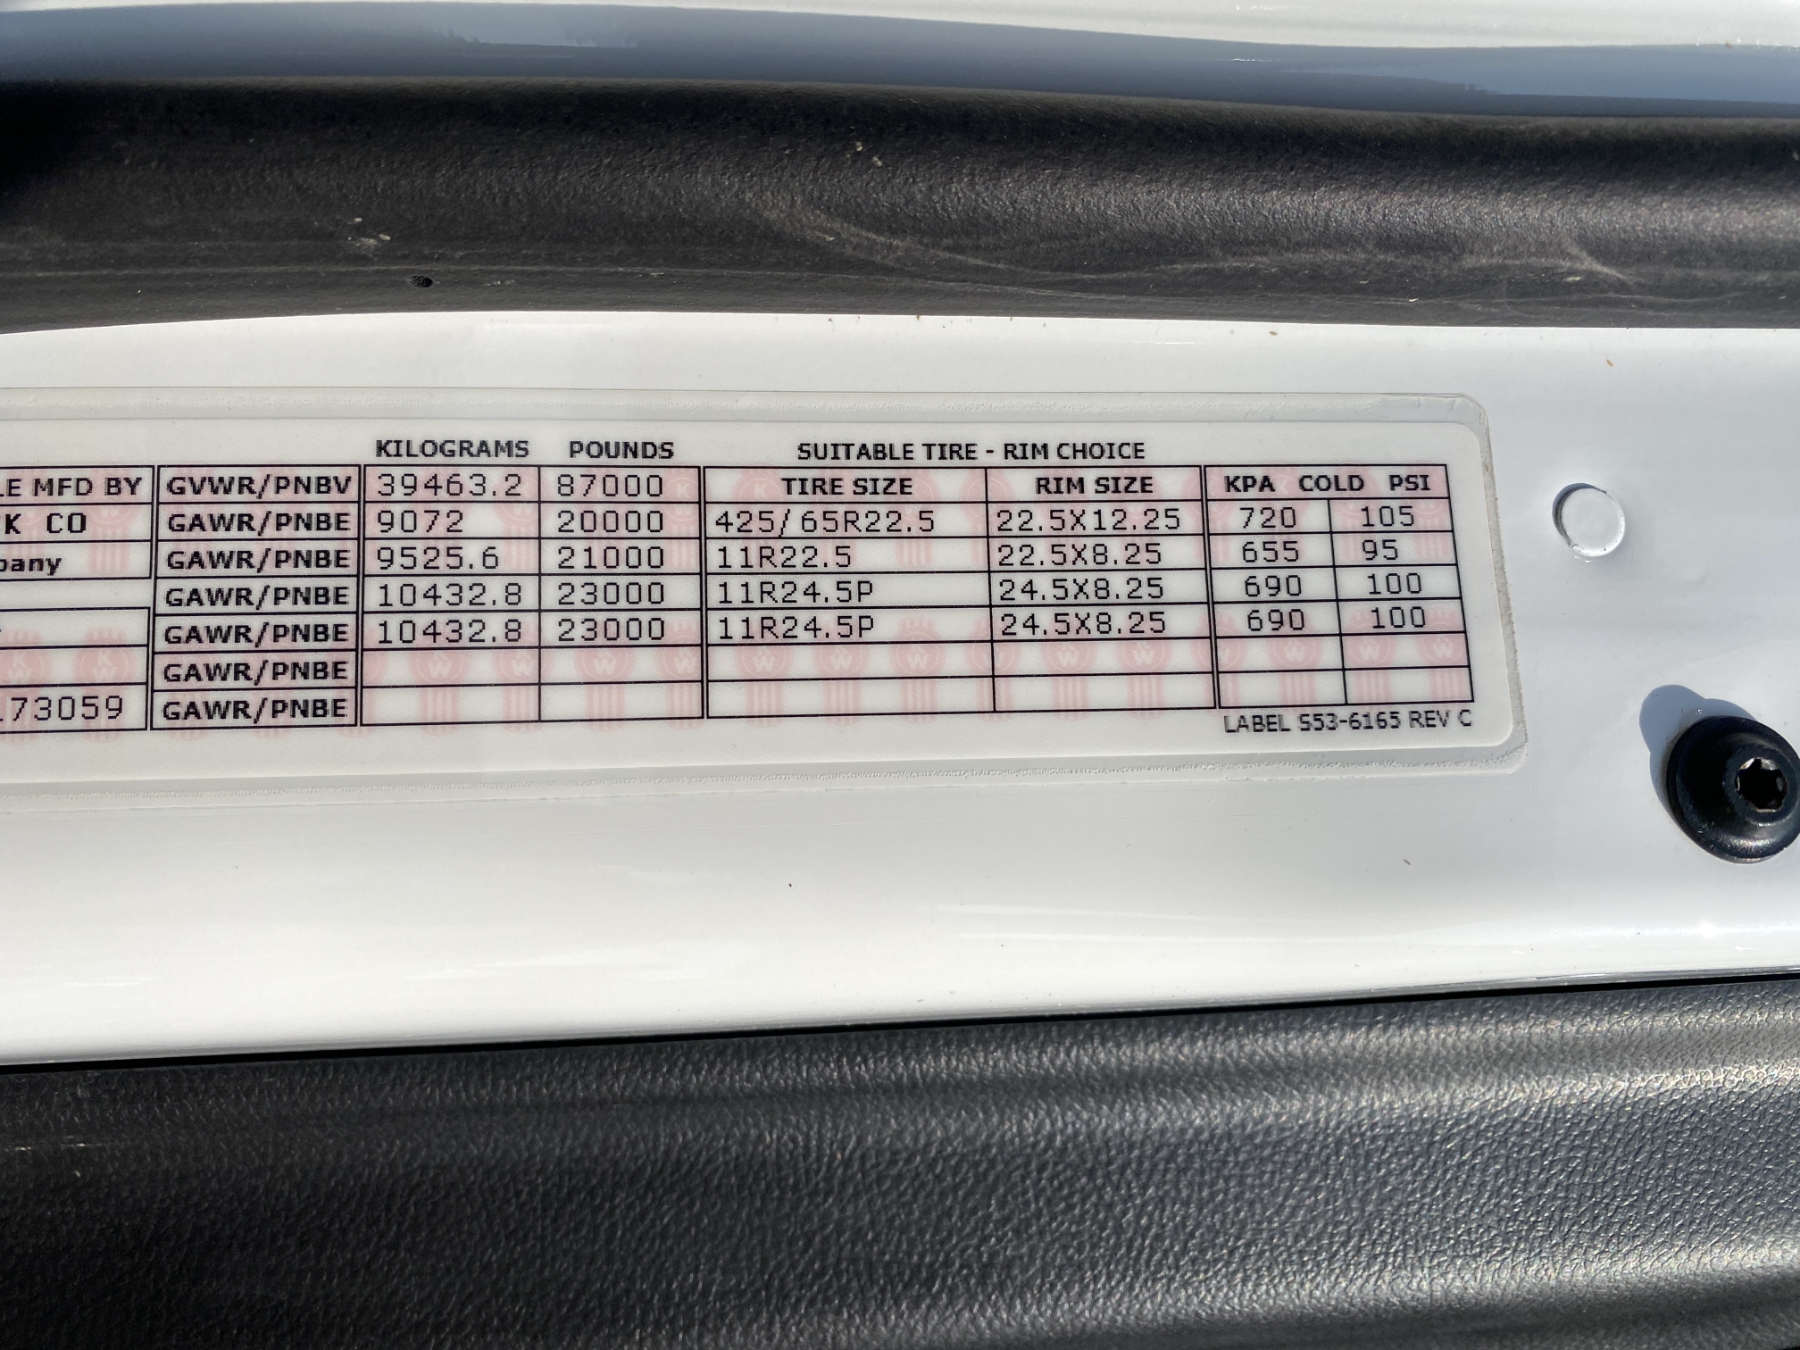 KILOGRAMS POUNDS SUITABLE TIRE - RIM CHOICE
LE MFD BY GVWR/PNBV 39463.2 87000 TIRE SIZE RIM SIZE KPA COLD PSI
K CO GAWR/PNBE 9072 20000 425/65R22.5 22.5X12.25 720 105
pany GAWR/PNBE 9525.6 21000 11R22.5 22.5X8.25 655 95
GAWR/PNBE 10432.8 23000 11R24.5P 24.5X8.25 690 100
GAWR/PNBE 10432.8 23000 11R24.5P 24.5X8.25 690 100
GAWR/PNBE
173059 GAWR/PNBE
LABEL S53-6165 REV C